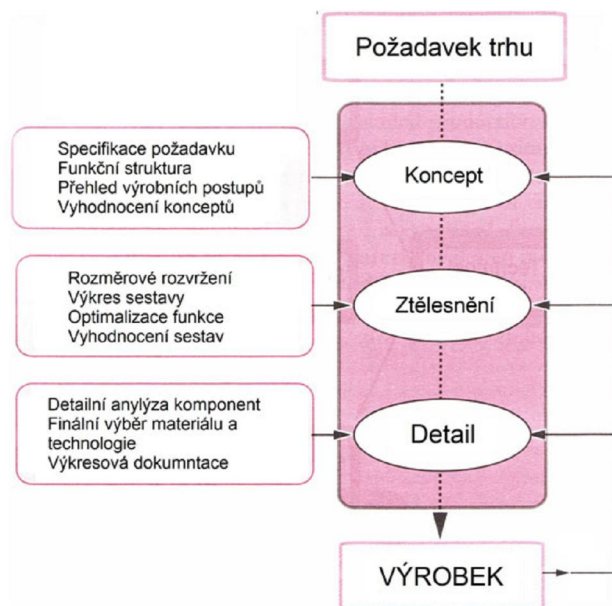 Požadavek trhu
Specifikace požadavku
Funkční struktura
Přehled výrobních postupů
Vyhodnocení konceptů
Koncept
Rozměrové rozvržení
Výkres sestavy
Optimalizace funkce
Vyhodnocení sestav
Ztělesnění
Detailní anylýza komponent
Finální výběr materiálu a
technologie
Výkresová dokumntace
Detail
VÝROBEK